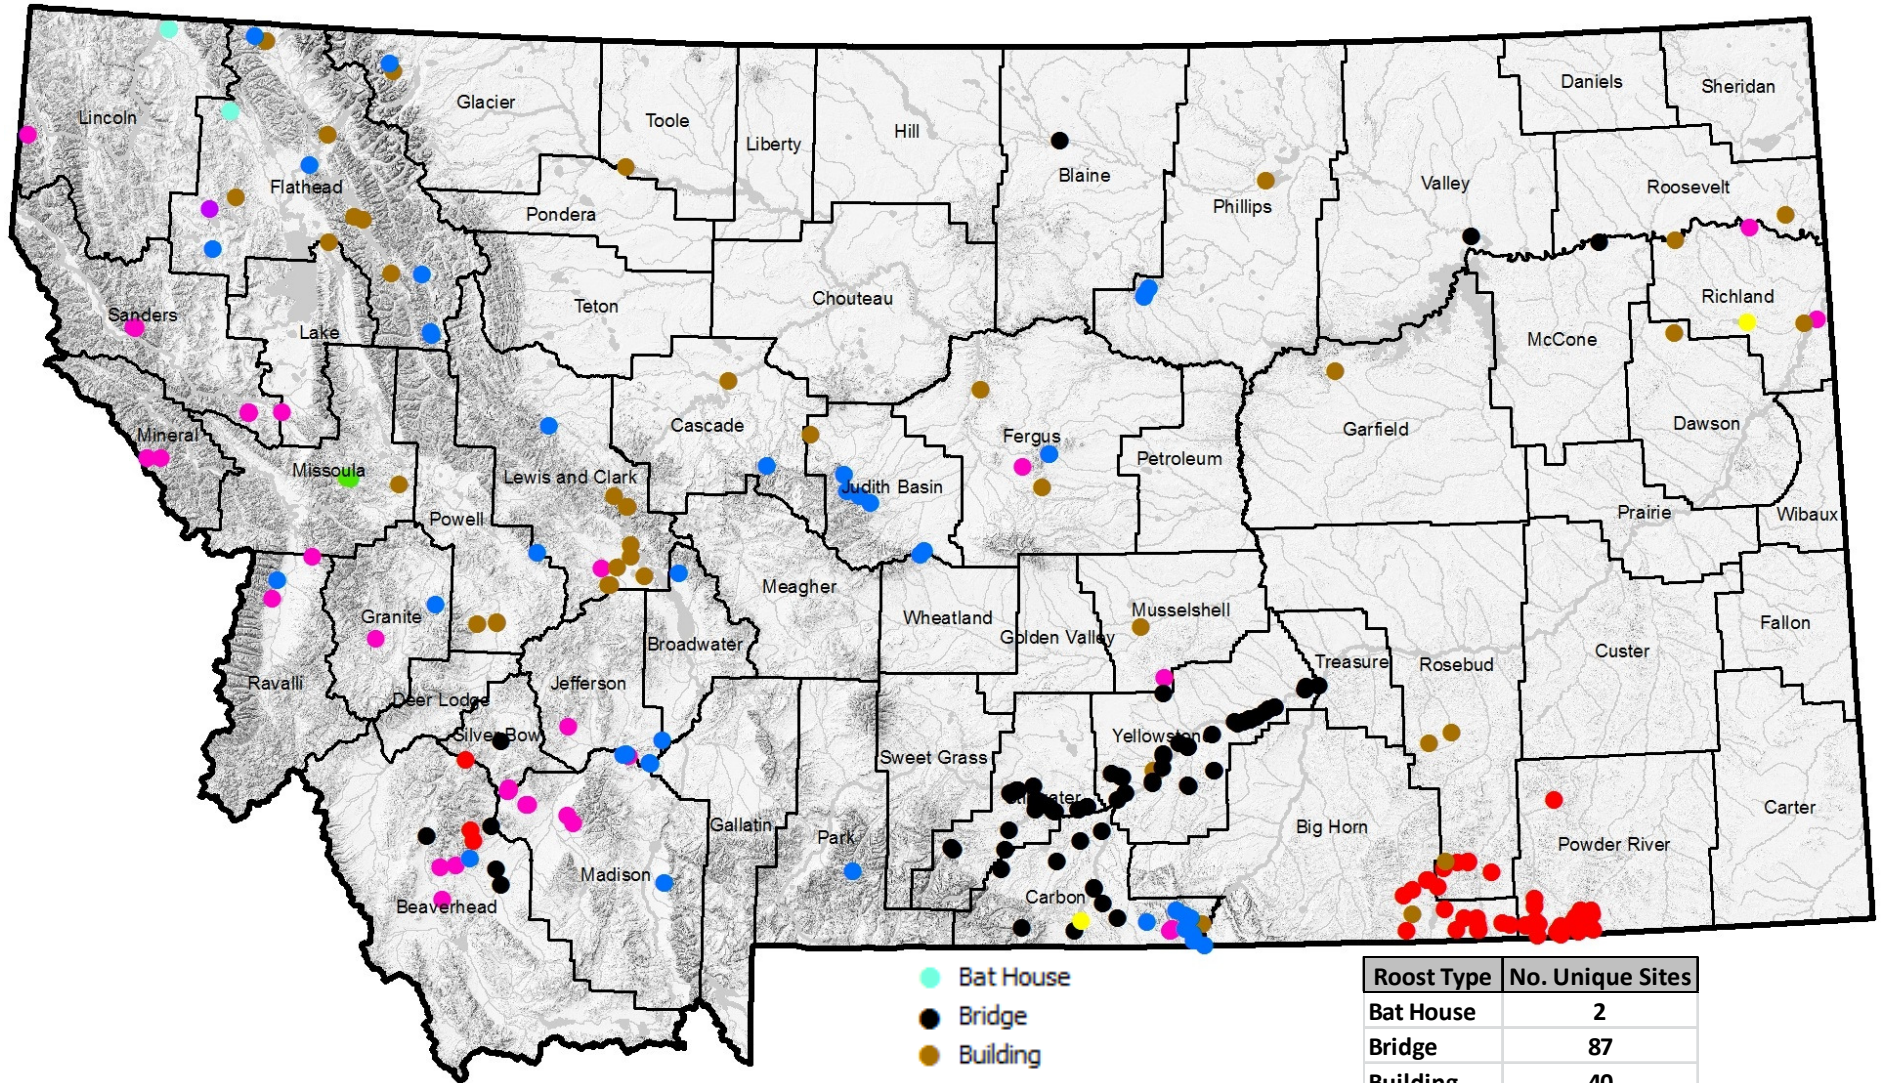 Daniels
Sheridan
Glacier
Lincoln
Toole
Hill
Liberty
Blaine
Valley
Roosevelt
Flathead
Phillips
Pondera
Richland
Chouteau
Teton
Sanders
Lake
McCone
Cascade
Dawson
Garfield
Mineral
Fergus
Petroleum
Missoula
Lewis and Clark
Judith Basin
Powell
Prairie
Wibaux
Meagher
Musselshell
Granite
Wheatland
Fallon
Golden Valley
Broadwater
Custer
Treasure
Rosebud
Ravalli
Jefferson
Deer Lodge
Silver Bow
Yellowstone
Sweet Grass
Carter
Gallatin
Big Horn
Park
Powder River
Madison
Carbon
Beaverhead
Bat House
Bridge
Building
Roost Type No. Unique Sites
Bat House 2
Bridge 87
Building 40